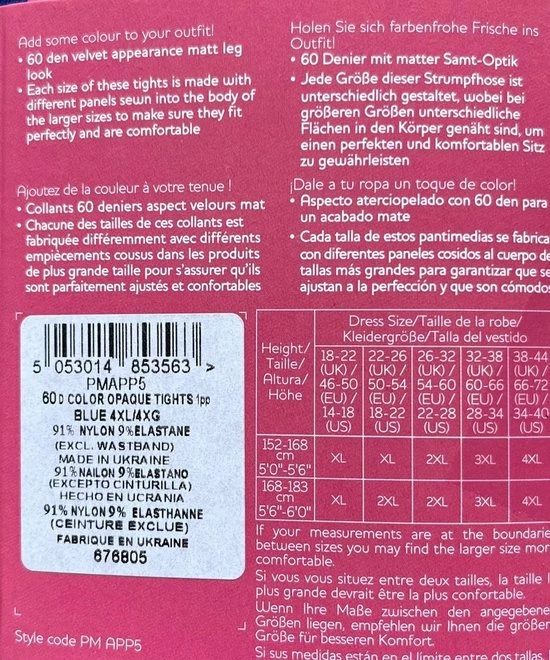 Add some colour to your outfit!
• 60 den velvet appearance matt leg
look
• Each size of these tights is made with
different panels sewn into the body of
the larger sizes to make sure they fit
perfectly and are comfortable
Holen Sie sich farbenfrohe Frische ins
Outfit!
• 60 Denier mit matter Samt-Optik
• Jede Größe dieser Strumpfhose ist
unterschiedlich gestaltet, wobei bei
größeren Größen unterschiedliche
Flächen in den Körper genäht sind, um
einen perfekten und komfortablen Sitz
zu gewährleisten
Ajoutez de la couleur à votre tenue !
• Collants 60 deniers aspect velours mat
• Chacune des tailles de ces collants est
fabriquée différemment avec différents
empiècements cousus dans les produits
de plus grande taille pour s'assurer qu'ils
sont parfaitement ajustés et confortables
¡Dale a tu ropa un toque de color!
• Aspecto aterciopelado con 60 den para
un acabado mate
• Cada talla de estos pantimedias se fabrica
con diferentes paneles cosidos al cuerpo de
tallas más grandes para garantizar que se
ajustan a la perfección y que son cómodos
5 053014 853563 >
PMAPP5
60D COLOR OPAQUE TIGHTS 1pp
BLUE 4XL/4XG
91% NYLON 9%ELASTANE
(EXCL. WASTBAND)
MADE IN UKRAINE
91%NAILON 9%ELASTANO
(EXCEPTO CINTURILLA)
HECHO EN UCRANIA
91%NYLON9% ELASTHANNE
(CEINTURE EXCLUE)
FABRIQUE EN UKRAINE
676805
Style code PM APP5
Height/
Taille/
Altura/
Höhe
Dress Size/Taille de la robe/
Kleidergröße/Talla del vestido
18-22 22-26 26-32 32-38 38-44
(UK) / (UK) / (UK) / (UK) / (UK) /
46-50 50-54 54-60 60-66 66-72
(EU) / (EU) / (EU) / (EU) / (EU) /
14-18 18-22 22-28 28-34 34-40
(US) (US) (US) (US) (US)
152-168
cm
5'0"-5'6"
XL XL 2XL 3XL 4XL
168-183
cm
5'6"-6'0"
XL 2XL 2XL 3XL 4XL
If your measurements are at the boundarie
between sizes you may find the larger size mor
comfortable.
Si vous vous situez entre deux tailles, la taille l
plus grande devrait être la plus confortable.
Wenn Ihre Maße zwischen den angegebene
Größen liegen, empfehlen wir Ihnen die größer
Größe für besseren Komfort.
Si sus medidas están en el límite entre dos tallas,